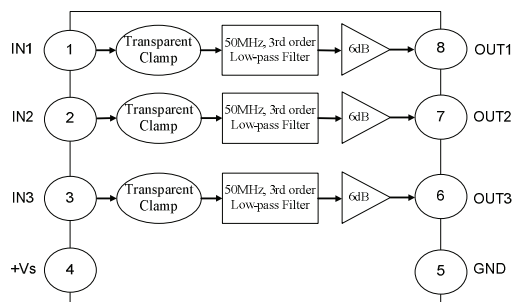 IN1
1
Transparent
Clamp
50MHz, 3rd order
Low-pass Filter
6dB
8
OUT1
IN2
2
Transparent
Clamp
50MHz, 3rd order
Low-pass Filter
6dB
7
OUT2
IN3
3
Transparent
Clamp
50MHz, 3rd order
Low-pass Filter
6dB
6
OUT3
+Vs
4
5
GND